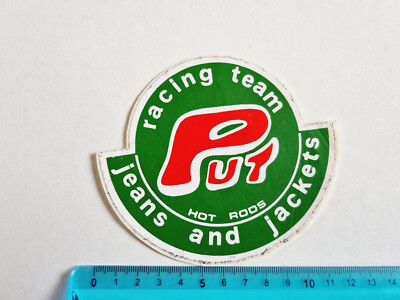 racing team
PUT
HOT RODS
jeans and jackets
0 1 2 3 4 5 6 7 8 9 10 11 12 13 14